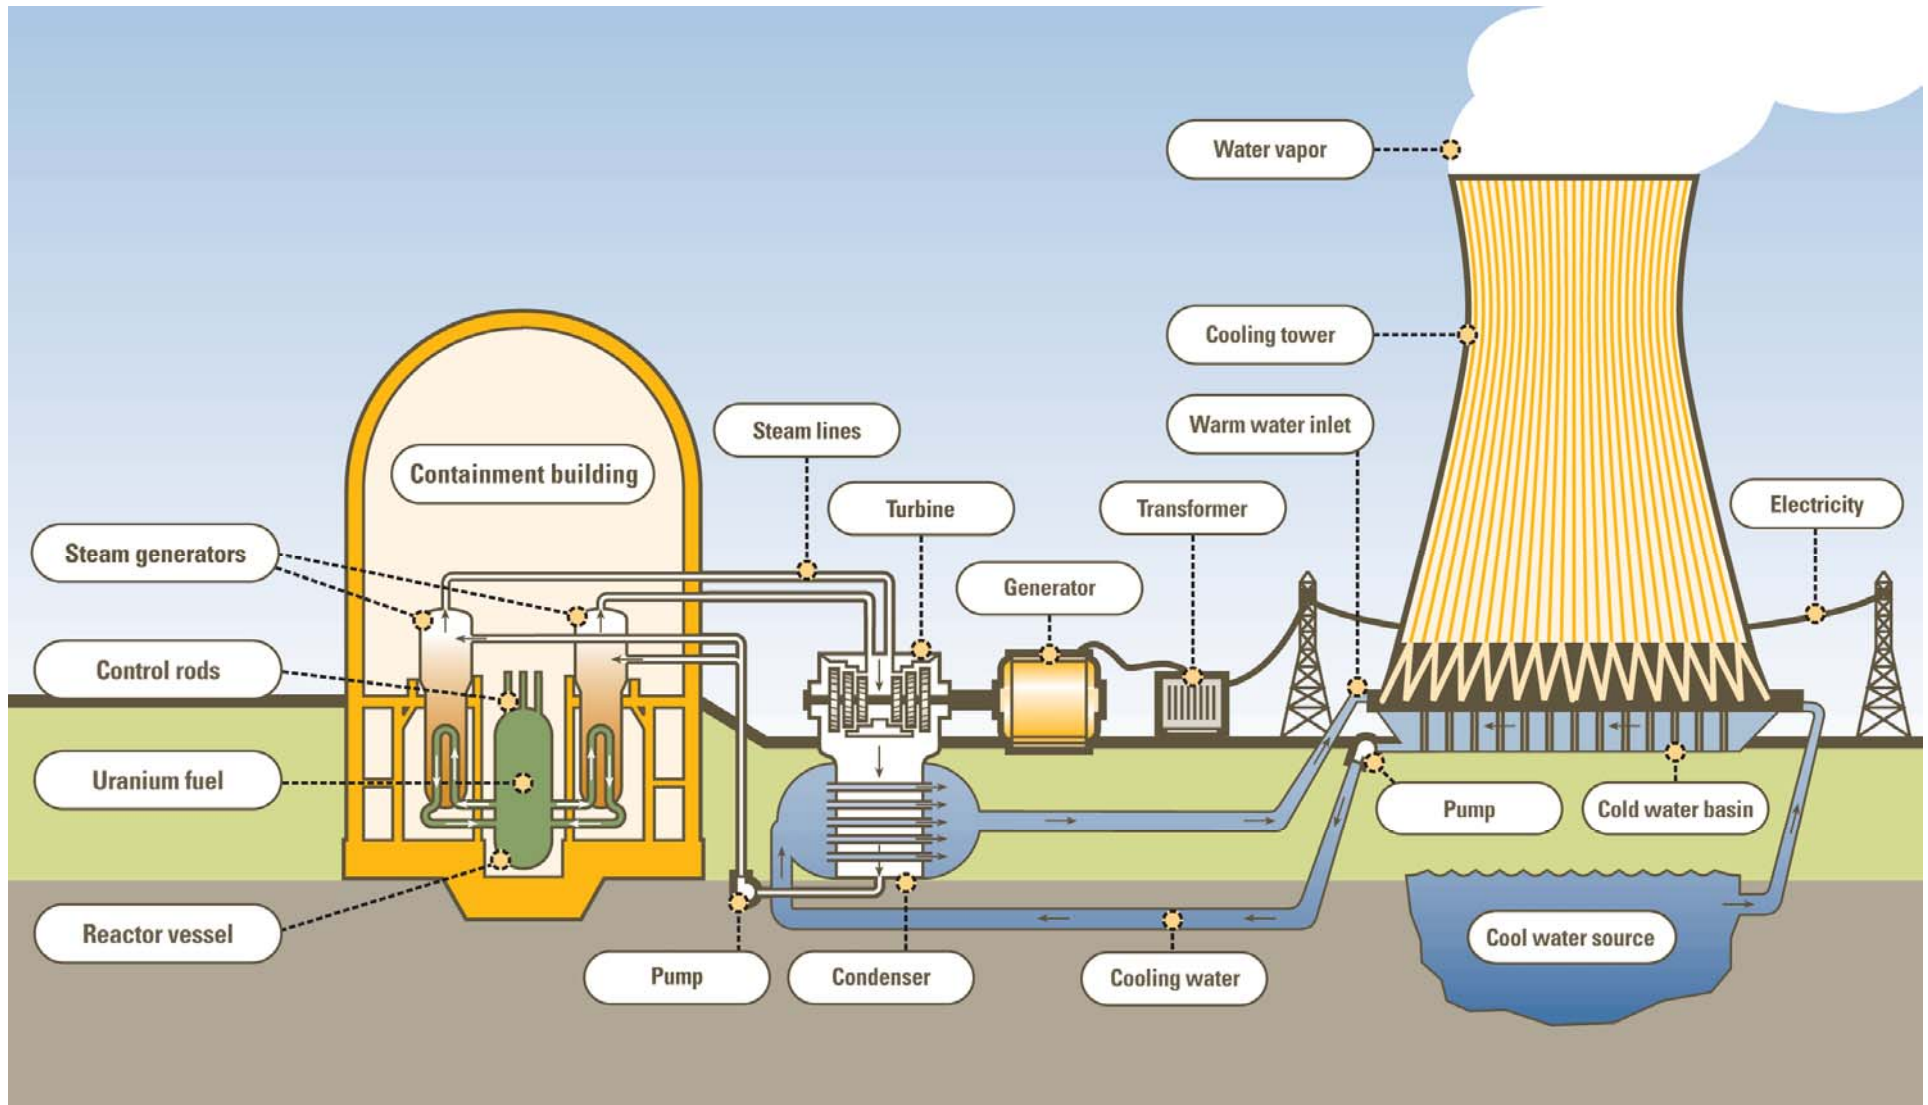 Water vapor
Cooling tower
Warm water inlet
Steam lines
Containment building
Turbine
Transformer
Electricity
Steam generators
Generator
Control rods
Uranium fuel
Pump
Cold water basin
Reactor vessel
Cool water source
Pump
Condenser
Cooling water